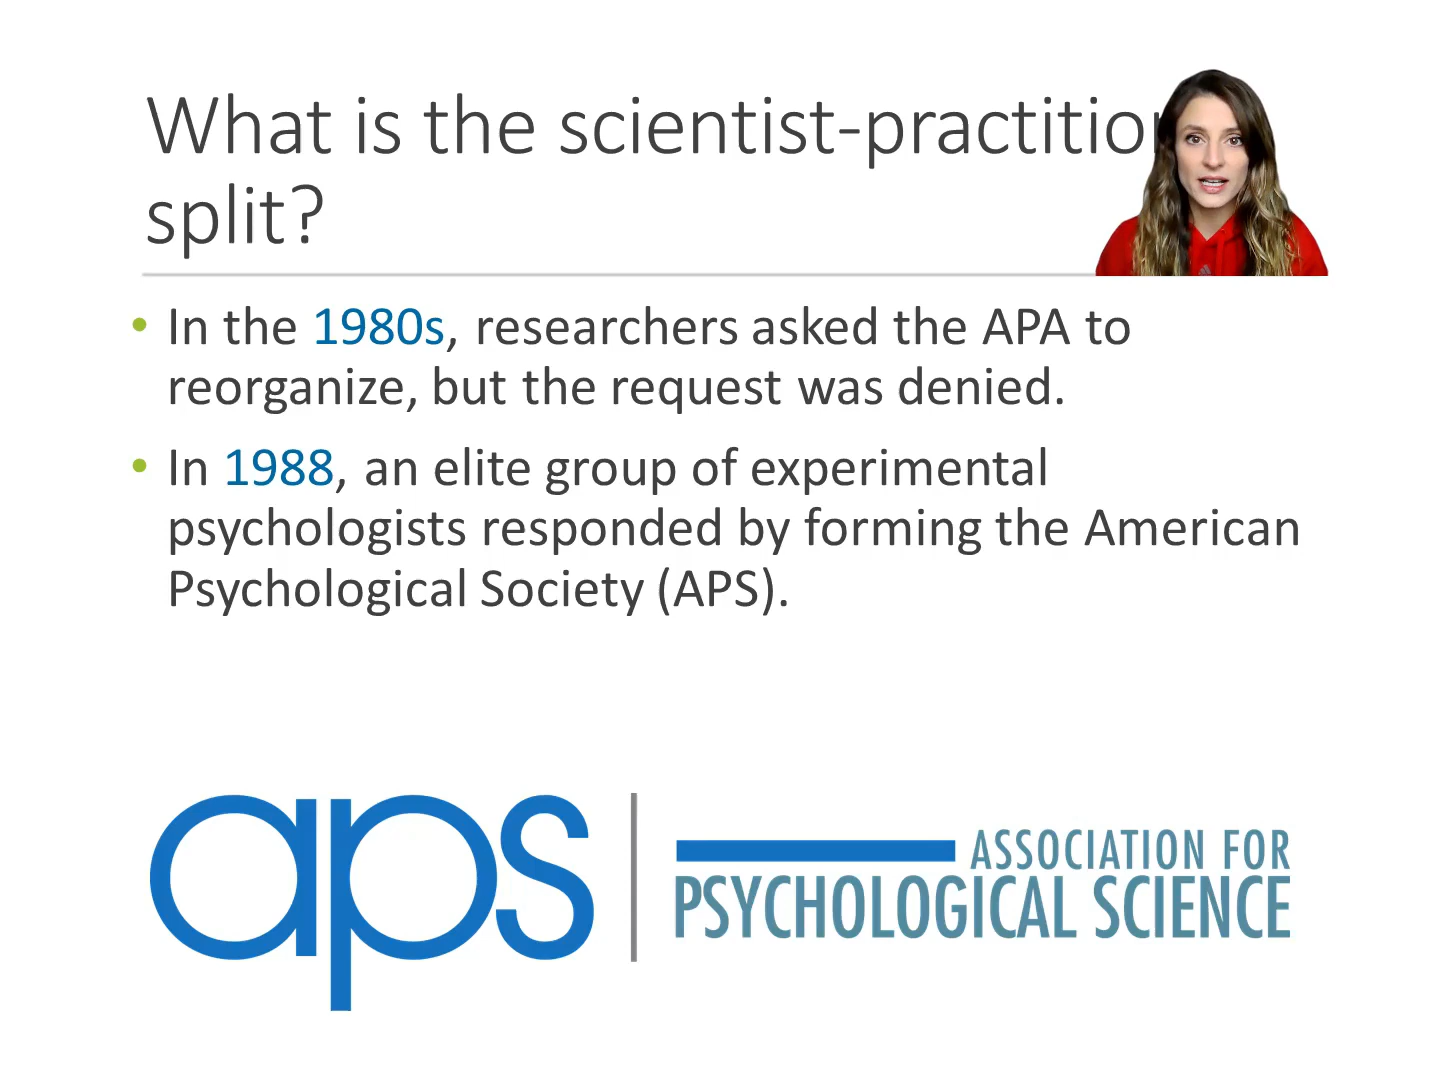 What is the scientist-practitio
split?
• In the 1980s, researchers asked the APA to
reorganize, but the request was denied.
• In 1988, an elite group of experimental
psychologists responded by forming the American
Psychological Society (APS).
aps
ASSOCIATION FOR
PSYCHOLOGICAL SCIENCE